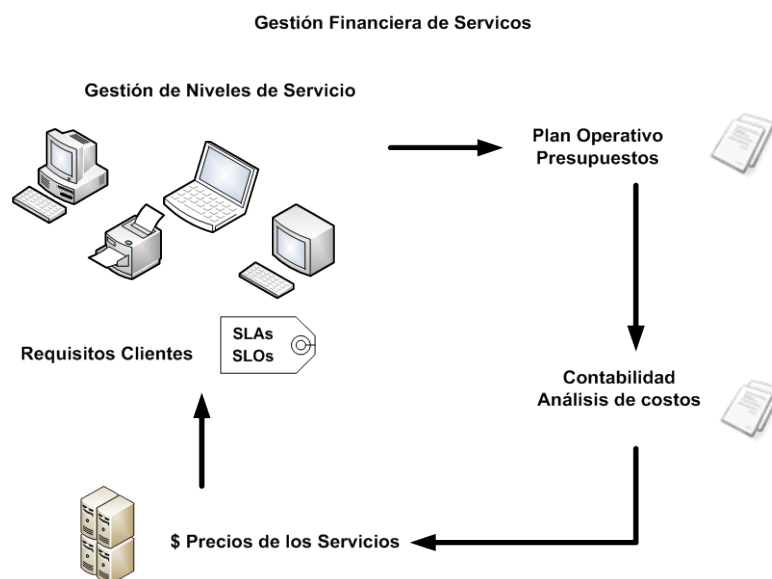 Gestión Financiera de Servicos
Gestión de Niveles de Servicio
Plan Operativo
Presupuestos
SLAs
SLOs
Requisitos Clientes
Contabilidad
Análisis de costos
$ Precios de los Servicios